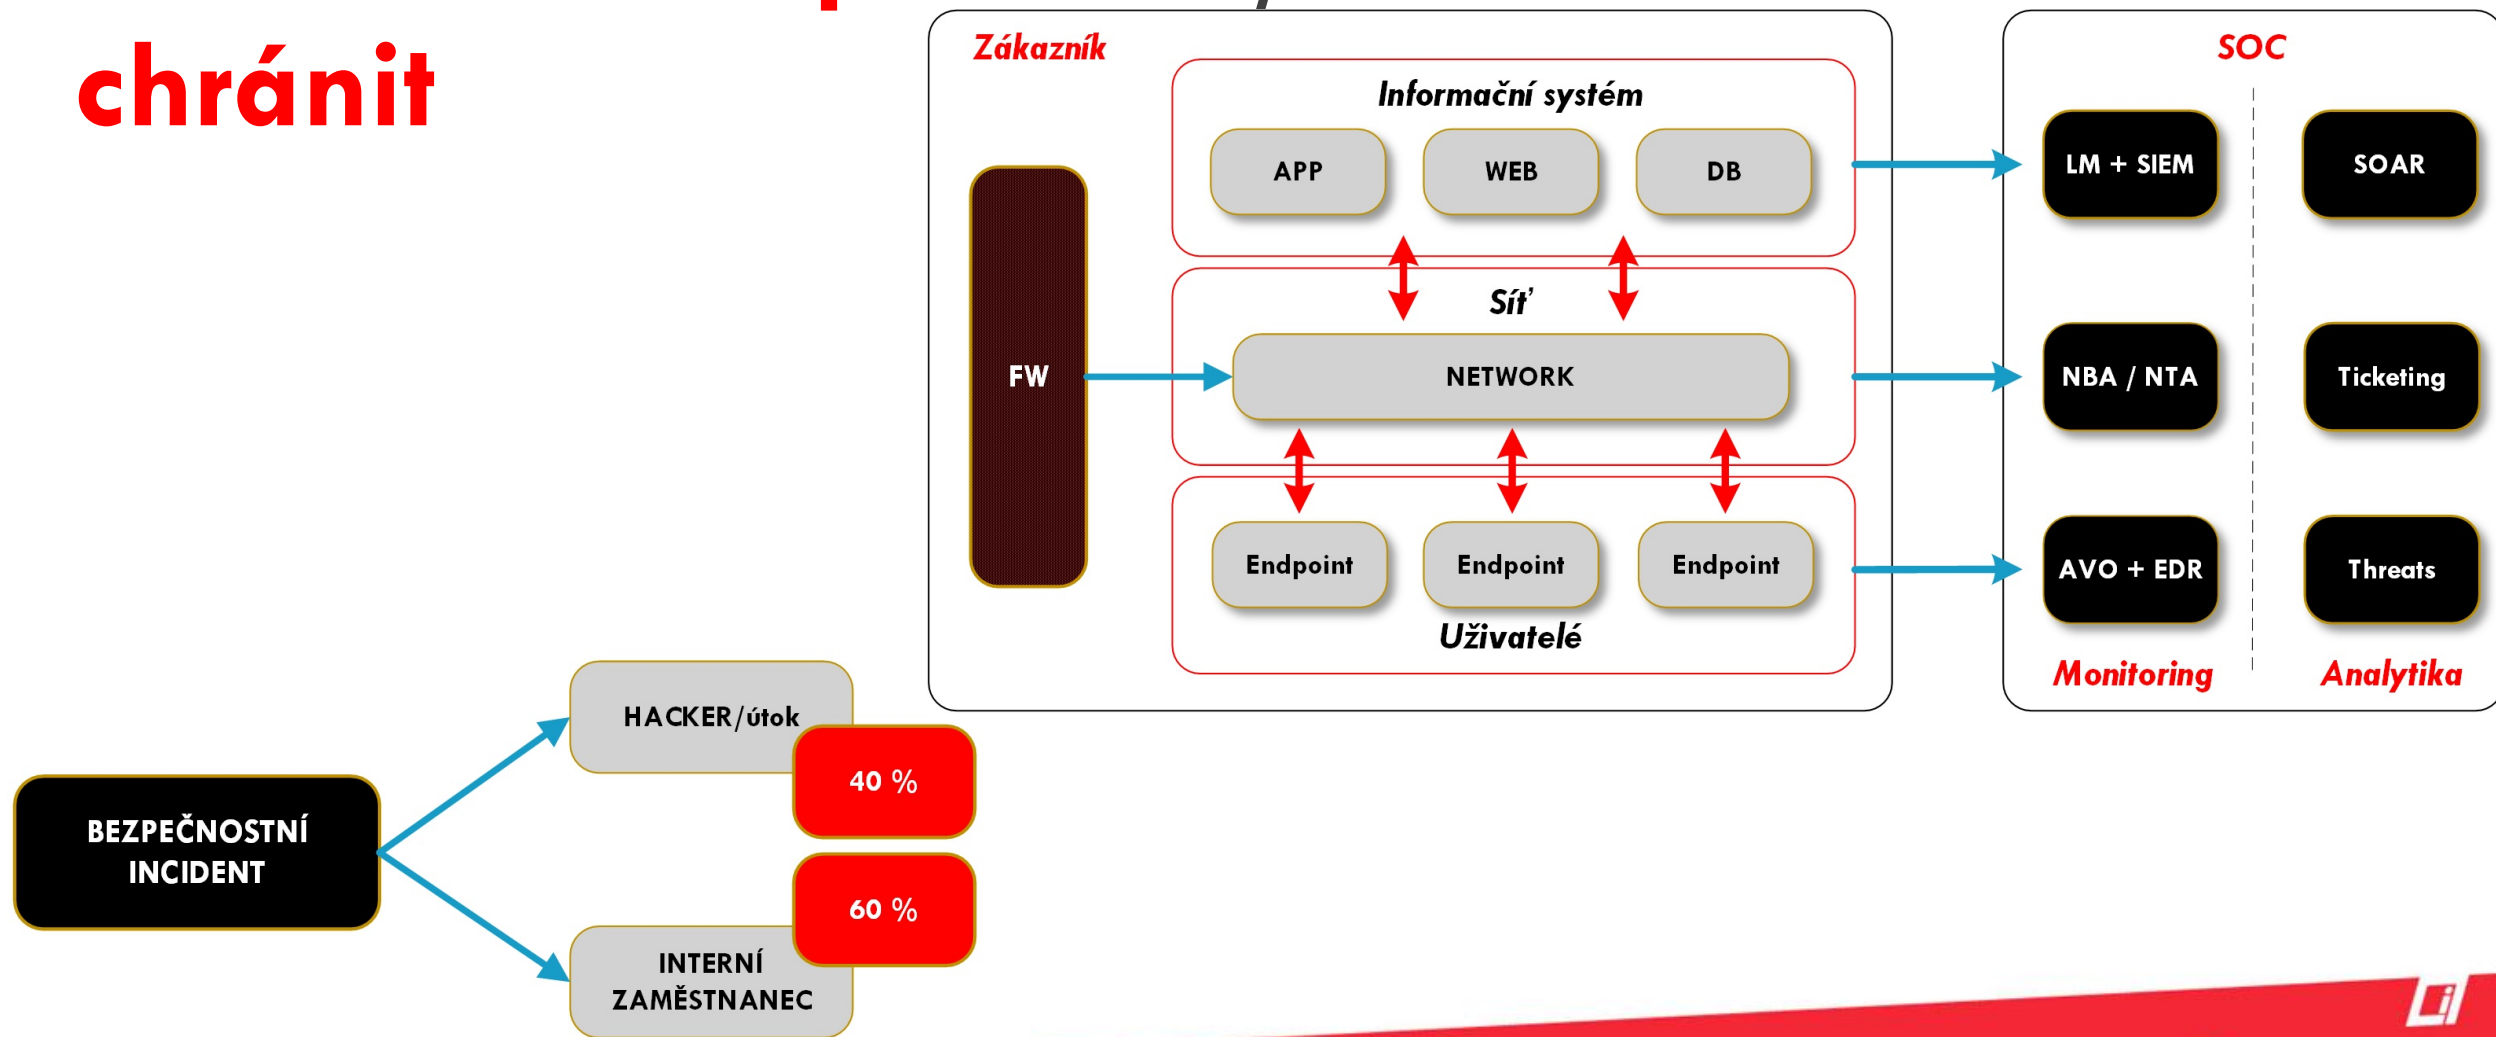 chránit
Zákazník
Informační systém
APP
WEB
DB
Síť
FW
NETWORK
Endpoint
Endpoint
Endpoint
Uživatelé
SOC
LM + SIEM
SOAR
NBA / NTA
Ticketing
AVO + EDR
Threats
Monitoring
Analytika
BEZPEČNOSTNÍ
INCIDENT
HACKER/útok
40 %
60 %
INTERNÍ
ZAMĚSTNANEC